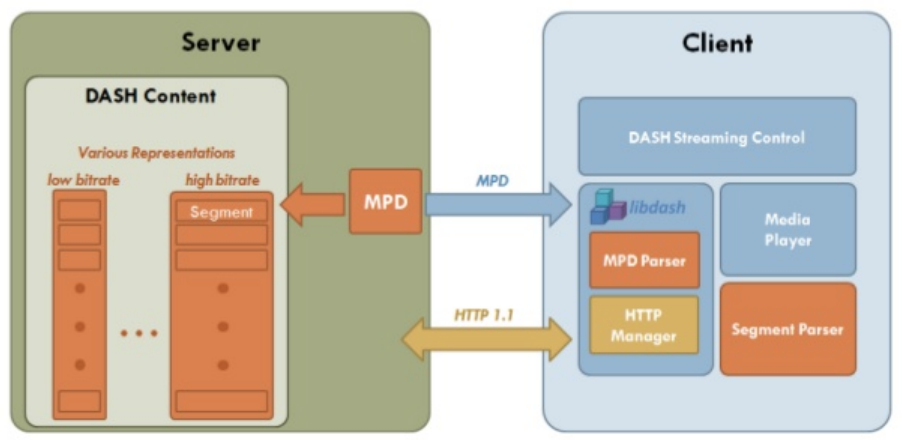 Server
DASH Content
Various Representations
low bitrate
high bitrate
Segment
MPD
MPD
HTTP 1.1
Client
DASH Streaming Control
libdash
MPD Parser
HTTP
Manager
Media
Player
Segment Parser